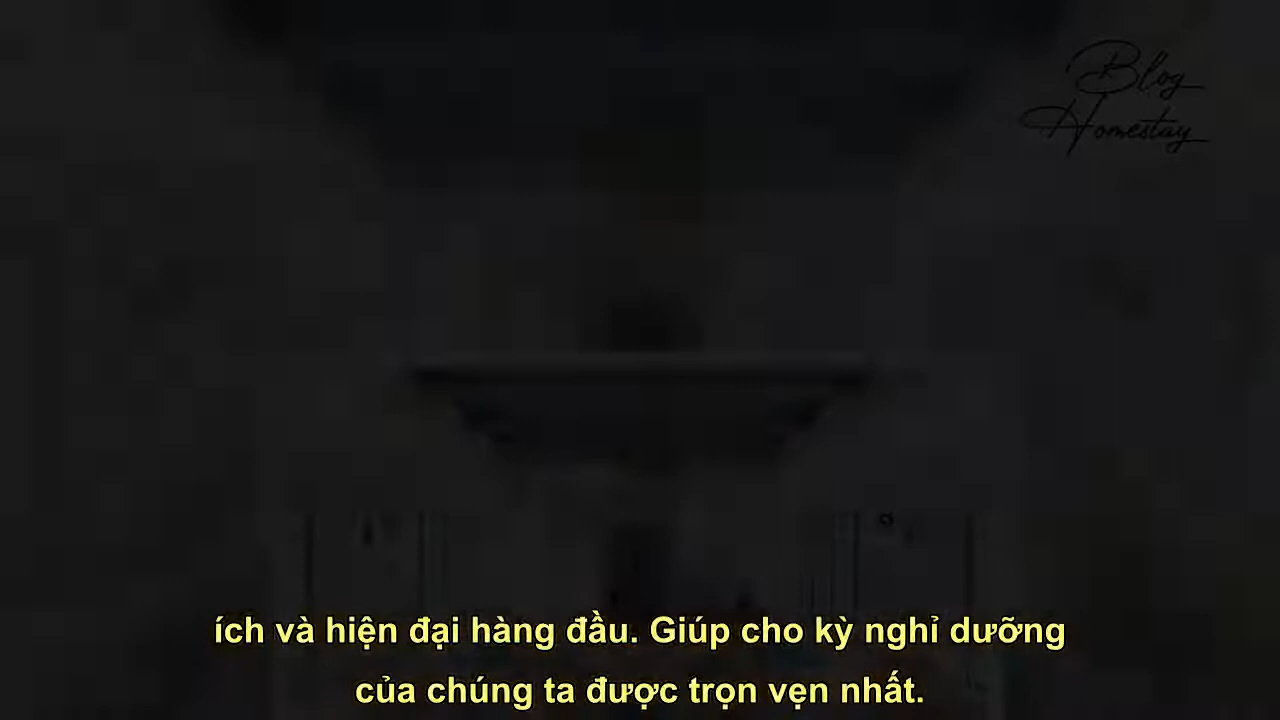 Blog
Homestay
ích và hiện đại hàng đầu. Giúp cho kỳ nghỉ dưỡng
của chúng ta được trọn vẹn nhất.